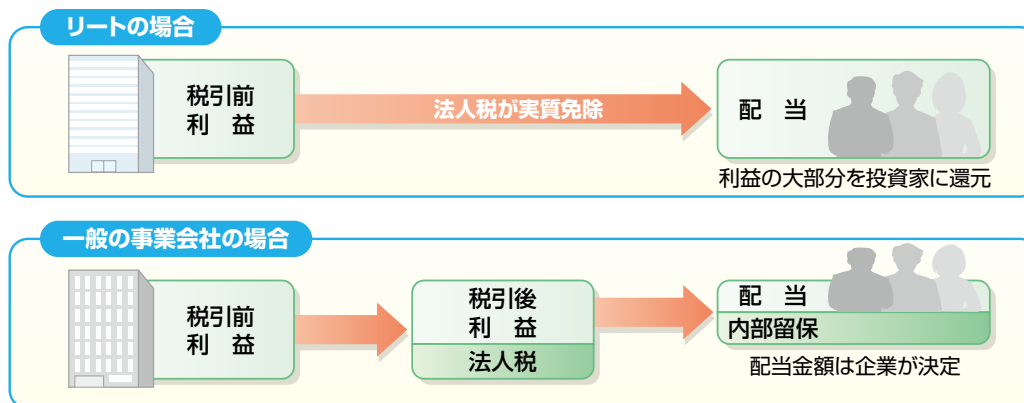 リートの場合
税引前
利　益
法人税が実質免除
配　当
利益の大部分を投資家に還元
一般の事業会社の場合
税引前
利　益
税引後
利　益
法人税
配　当
内部留保
配当金額は企業が決定